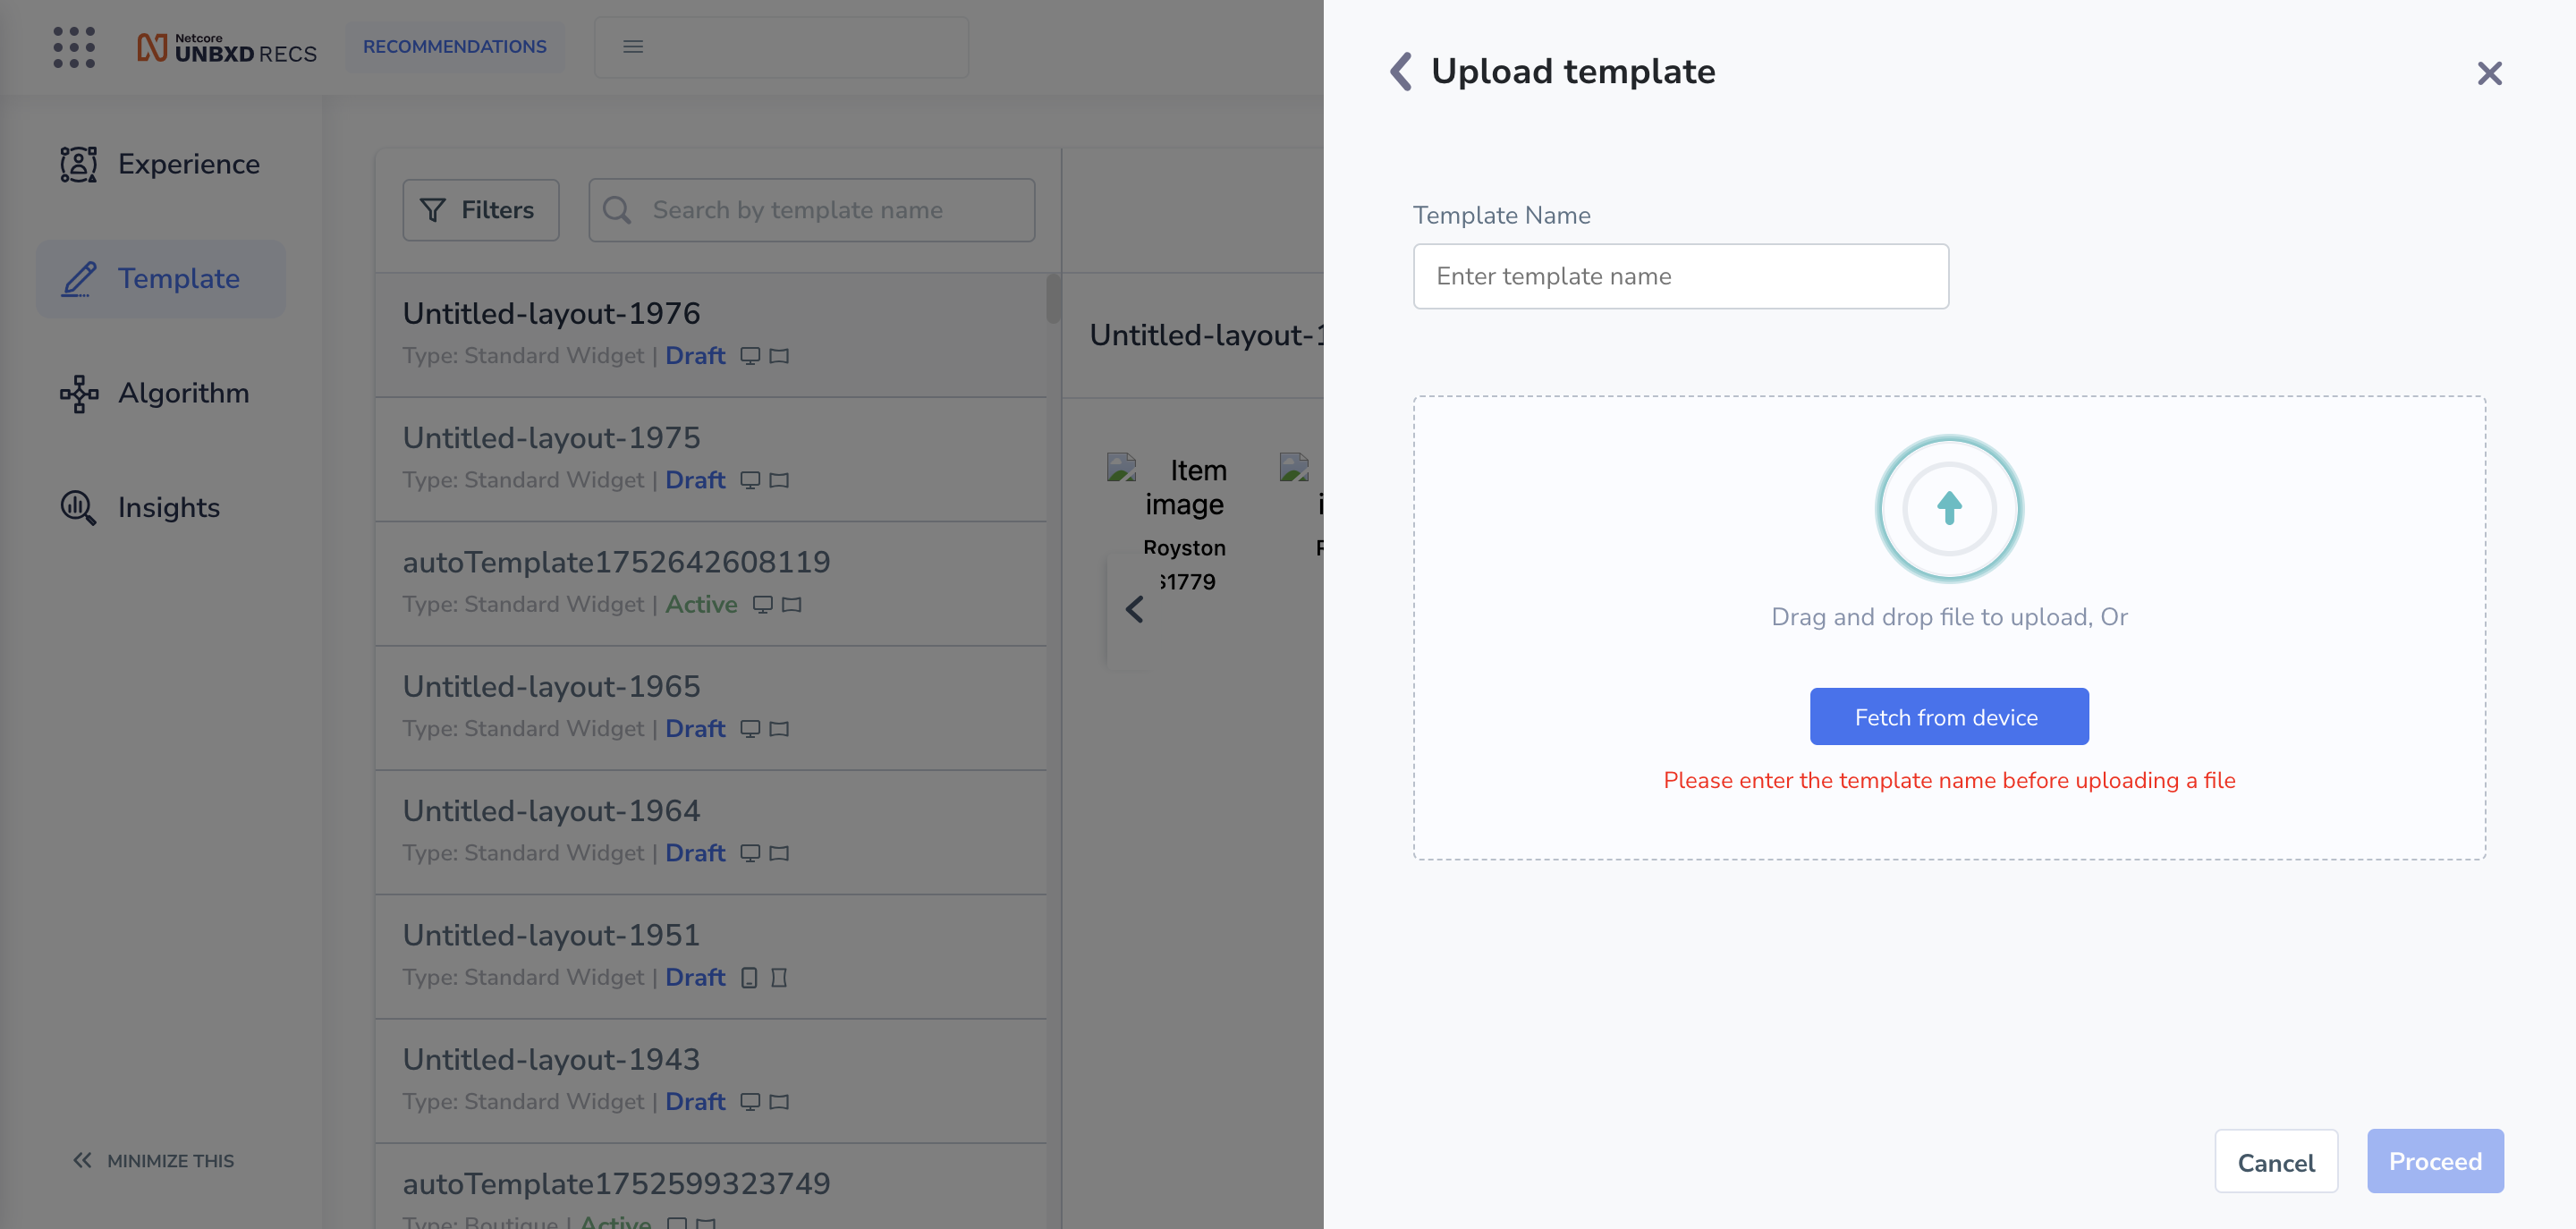 Netcore
UNBXD RECS
RECOMMENDATIONS
Experience
Template
Algorithm
Insights
MINIMIZE THIS
Filters
Search by template name
Untitled-layout-1976
Type: Standard Widget | Draft
Untitled-layout-1975
Type: Standard Widget | Draft
autoTemplate1752642608119
Type: Standard Widget | Active
Untitled-layout-1965
Type: Standard Widget | Draft
Untitled-layout-1964
Type: Standard Widget | Draft
Untitled-layout-1951
Type: Standard Widget | Draft
Untitled-layout-1943
Type: Standard Widget | Draft
autoTemplate1752599323749
Type: Boutique | Active
Untitled-layout-1
Item
image
Royston
1779
Upload template
Template Name
Enter template name
Drag and drop file to upload, Or
Fetch from device
Please enter the template name before uploading a file
Cancel
Proceed